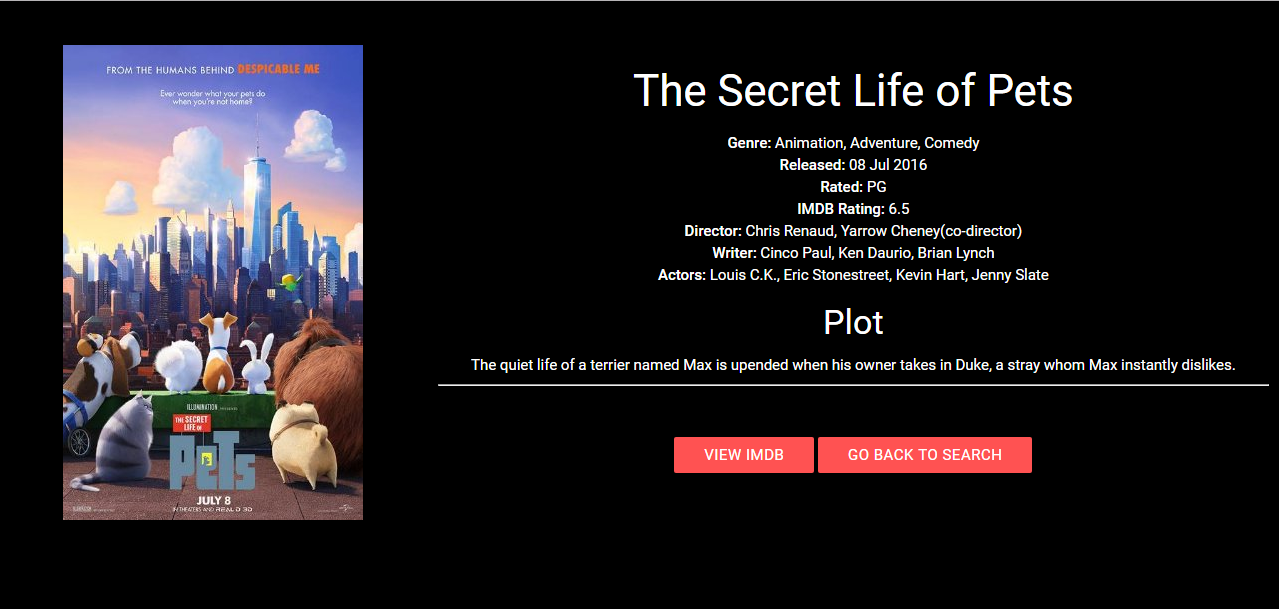 FROM THE HUMANS BEHIND DESPICABLE ME
Ever wonder what your pets do
when you're not home?
ILLUMINATION
THE SECRET
LIFE OF
PETS
JULY 8
IN THEATERS AND REAL D 3D
The Secret Life of Pets
Genre: Animation, Adventure, Comedy
Released: 08 Jul 2016
Rated: PG
IMDB Rating: 6.5
Director: Chris Renaud, Yarrow Cheney(co-director)
Writer: Cinco Paul, Ken Daurio, Brian Lynch
Actors: Louis C.K., Eric Stonestreet, Kevin Hart, Jenny Slate
Plot
The quiet life of a terrier named Max is upended when his owner takes in Duke, a stray whom Max instantly dislikes.
VIEW IMDB
GO BACK TO SEARCH